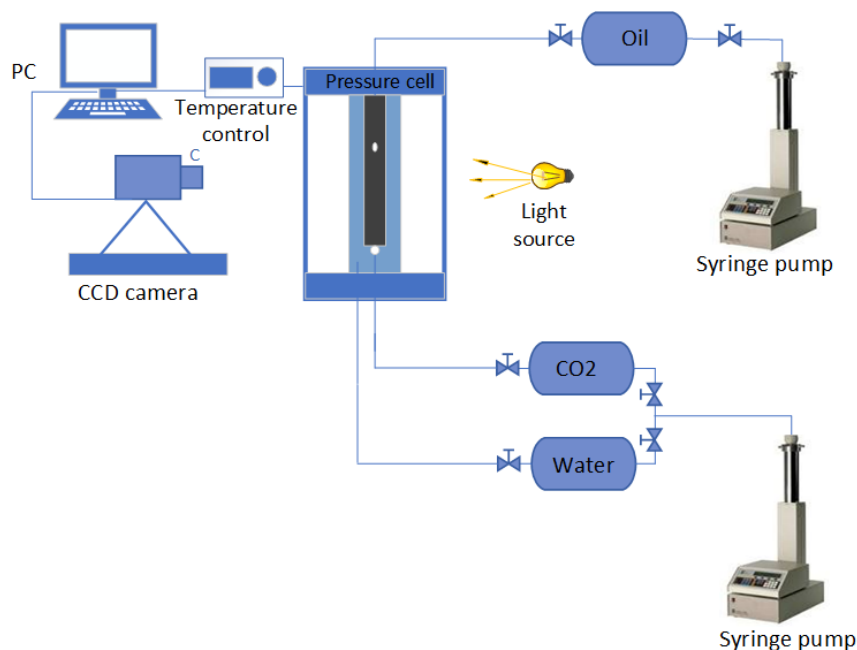 Oil
PC
Pressure cell
Temperature
control
C
Light
source
CCD camera
Syringe pump
CO2
Water
Syringe pump